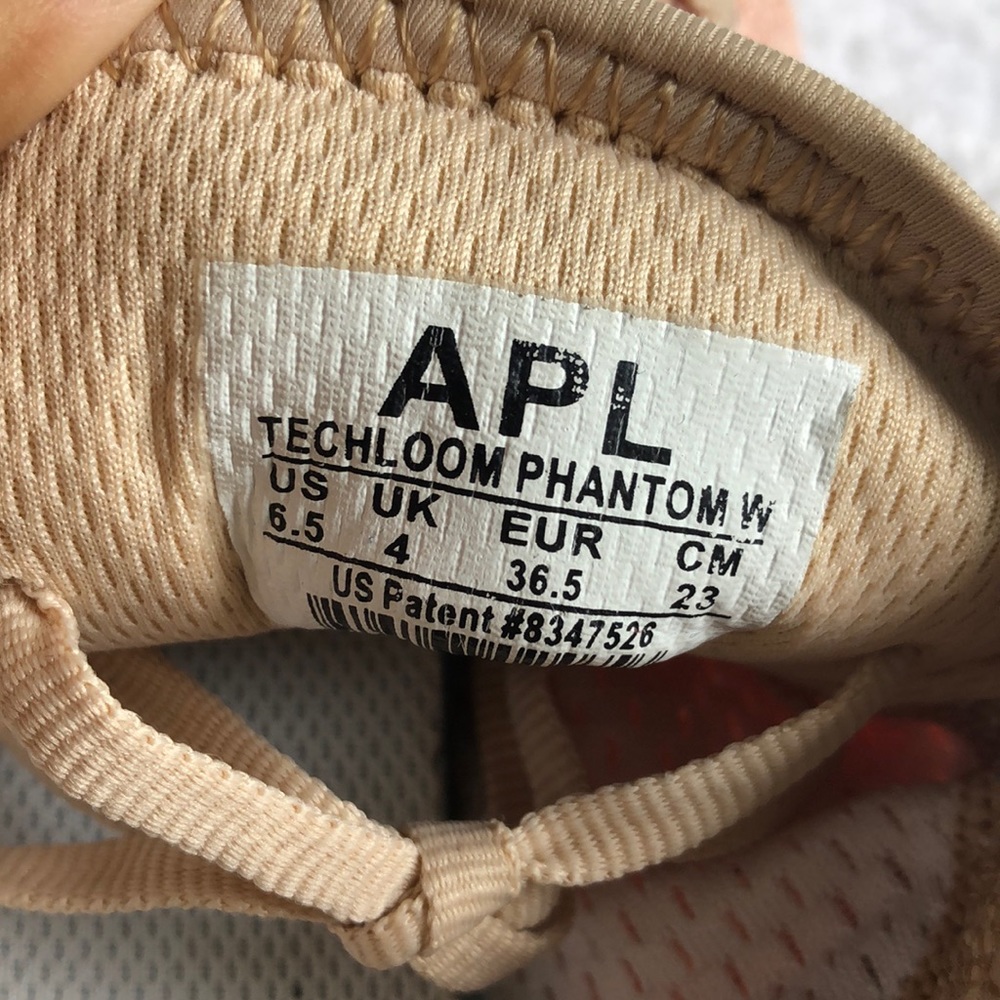 APL
TECHLOOM PHANTOM W
US UK EUR CM
6.5 4 36.5 23
US Patent #8347526